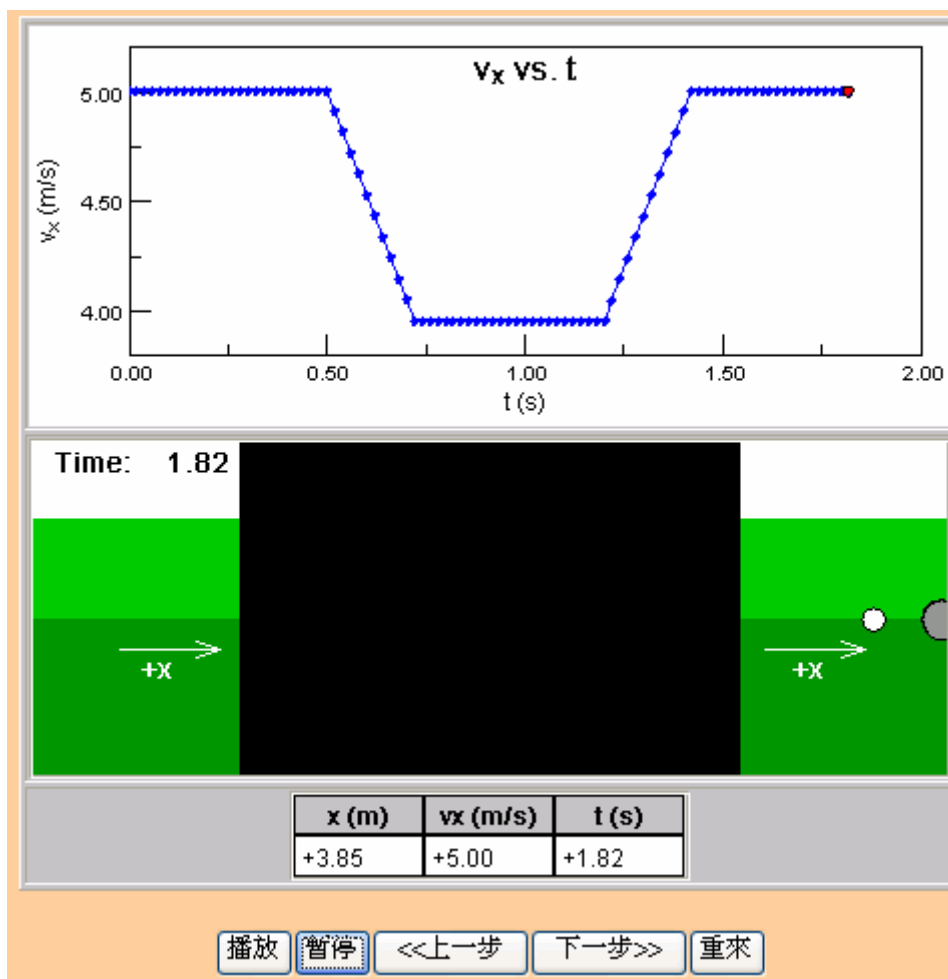 vₓ vs. t
vₓ (m/s)
5.00
4.50
4.00
0.00 0.50 1.00 1.50 2.00
t (s)
Time: 1.82
+x +x
x (m) vx (m/s) t (s)
+3.85 +5.00 +1.82
播放 暫停 <<上一步 下一步>> 重來